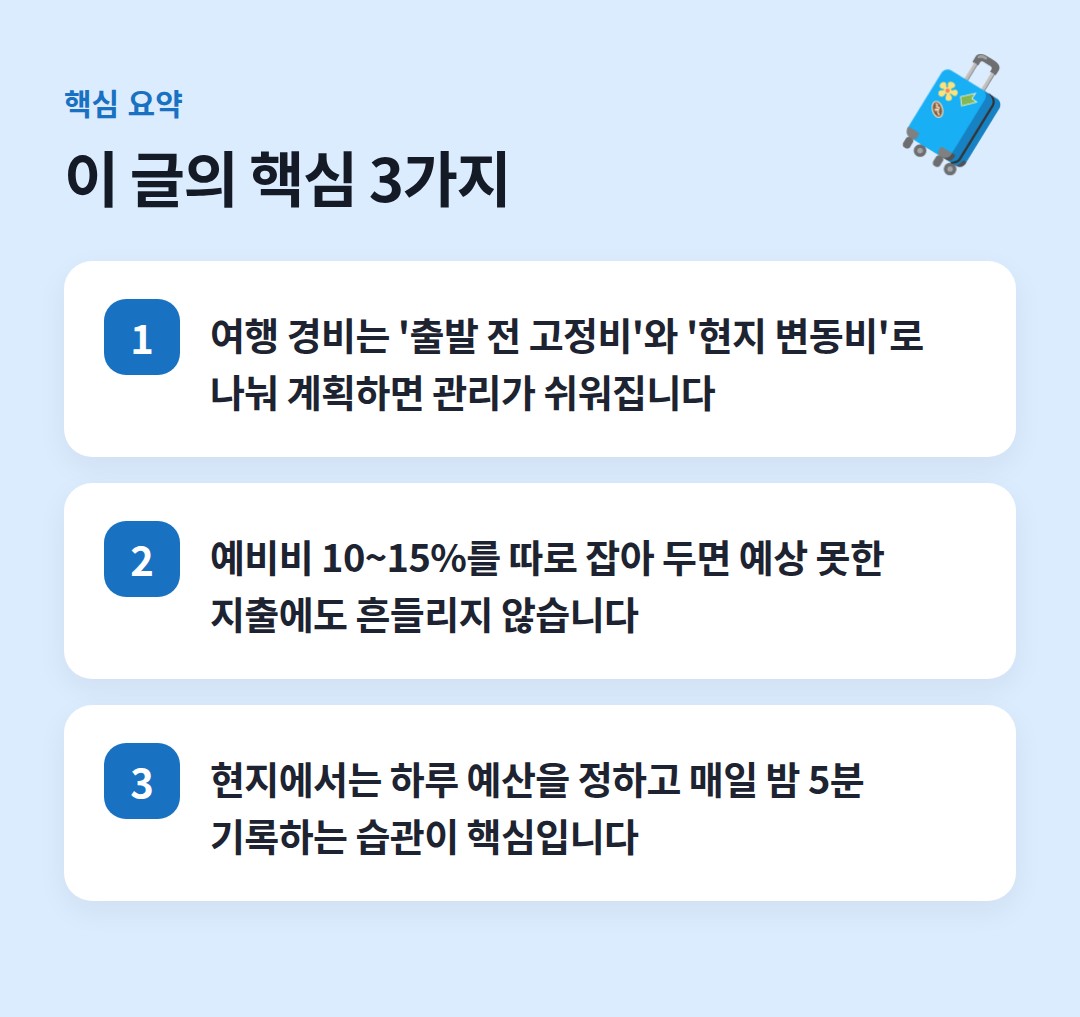 핵심 요약
이 글의 핵심 3가지
1
여행 경비는 '출발 전 고정비'와 '현지 변동비'로
나눠 계획하면 관리가 쉬워집니다
2
예비비 10~15%를 따로 잡아 두면 예상 못한
지출에도 흔들리지 않습니다
3
현지에서는 하루 예산을 정하고 매일 밤 5분
기록하는 습관이 핵심입니다